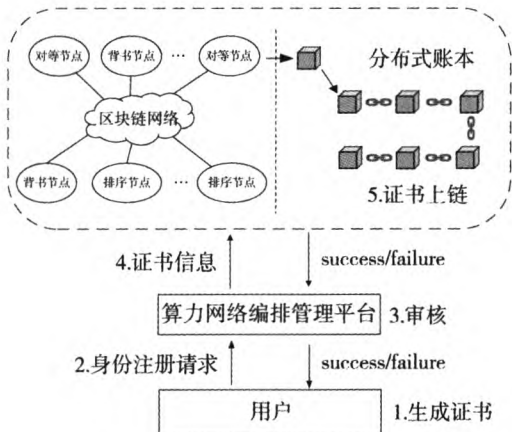 对等节点 背书节点 … 对等节点
分布式账本
区块链网络
背书节点 排序节点 … 排序节点
5.证书上链
4.证书信息 success/failure
算力网络编排管理平台 3.审核
2.身份注册请求 success/failure
用户 1.生成证书